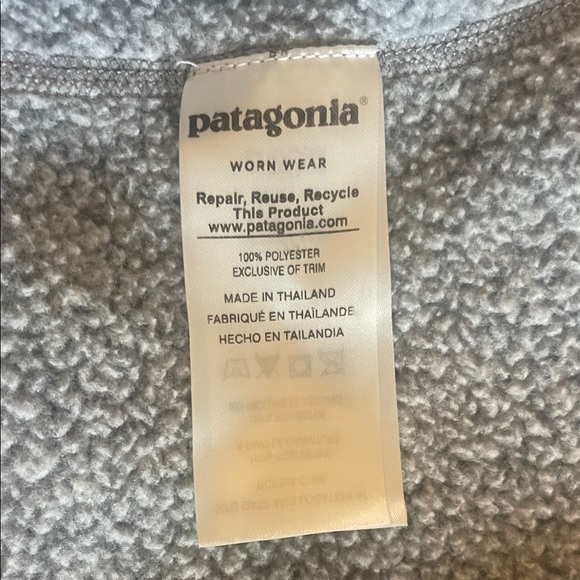 patagonia®
WORN WEAR
Repair, Reuse, Recycle
This Product
www.patagonia.com
100% POLYESTER
EXCLUSIVE OF TRIM
MADE IN THAILAND
FABRIQUÉ EN THAÏLANDE
HECHO EN TAILANDIA